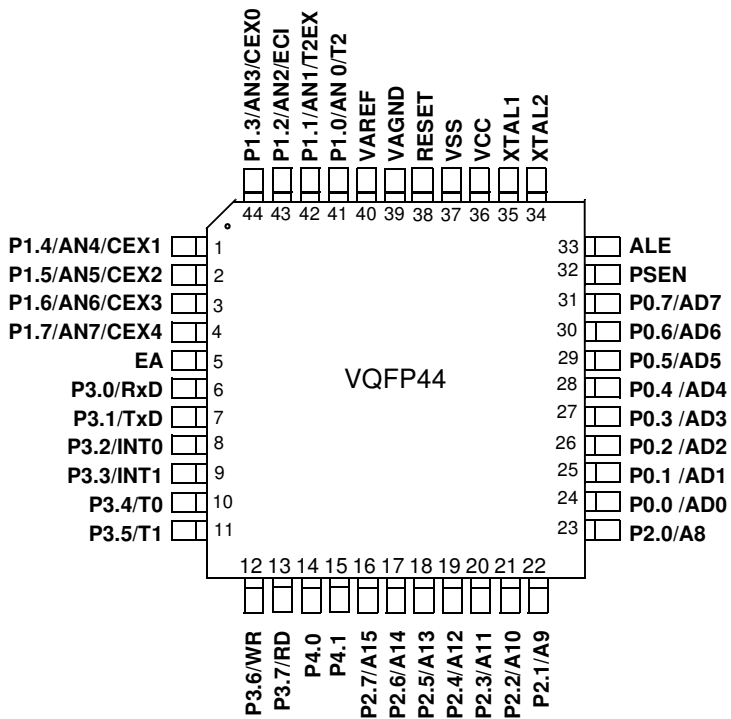 P1.3/AN3/CEX0
P1.2/AN2/ECI
P1.1/AN1/T2EX
P1.0/AN 0/T2
VAREF
VAGND
RESET
VSS
VCC
XTAL1
XTAL2
44 43 42 41 40 39 38 37 36 35 34
P1.4/AN4/CEX1 1
P1.5/AN5/CEX2 2
P1.6/AN6/CEX3 3
P1.7/AN7/CEX4 4
EA 5
P3.0/RxD 6
P3.1/TxD 7
P3.2/INT0 8
P3.3/INT1 9
P3.4/T0 10
P3.5/T1 11
VQFP44
33 ALE
32 PSEN
31 P0.7/AD7
30 P0.6/AD6
29 P0.5/AD5
28 P0.4 /AD4
27 P0.3 /AD3
26 P0.2 /AD2
25 P0.1 /AD1
24 P0.0 /AD0
23 P2.0/A8
12 13 14 15 16 17 18 19 20 21 22
P3.6/WR
P3.7/RD
P4.0
P4.1
P2.7/A15
P2.6/A14
P2.5/A13
P2.4/A12
P2.3/A11
P2.2/A10
P2.1/A9